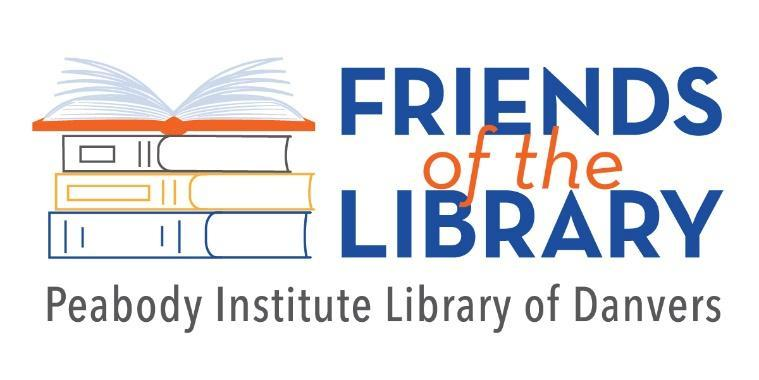 FRIENDS
of the
LIBRARY
Peabody Institute Library of Danvers